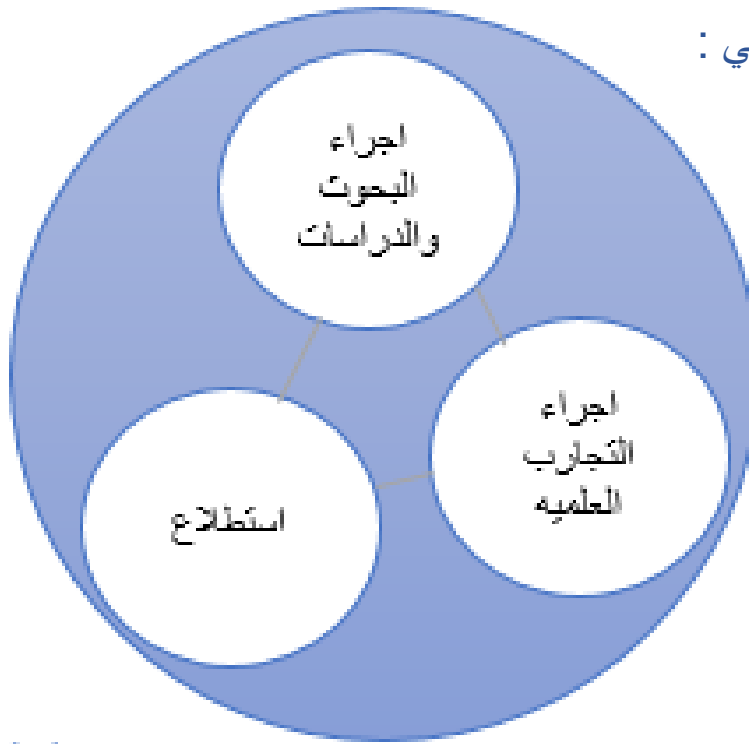 ي :
اجراء
البحوث
والدراسات
اجراء
التجارب
العلميه
استطلاع